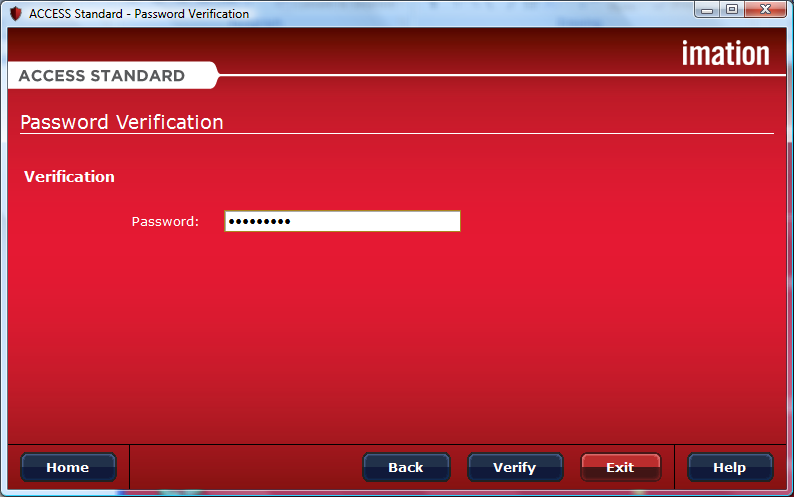 ACCESS Standard - Password Verification
imation
ACCESS STANDARD
Password Verification
Verification
Password: •••••••••
Home Back Verify Exit Help